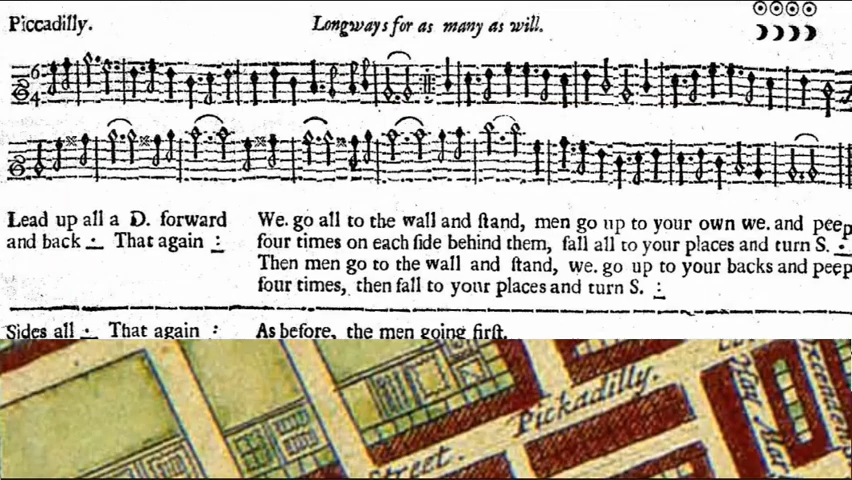 Piccadilly.
Longways for as many as will.
6
4
Lead up all a D. forward
and back . That again :
We. go all to the wall and ſtand, men go up to your own we. and peep
four times on each ſide behind them, fall all to your places and turn S. .
Then men go to the wall and ſtand, we. go up to your backs and peep
four times, then fall to your places and turn S. :
Sides all . That again :
As before, the men going firſt.
Street. Pickadilly.
Hay Mar